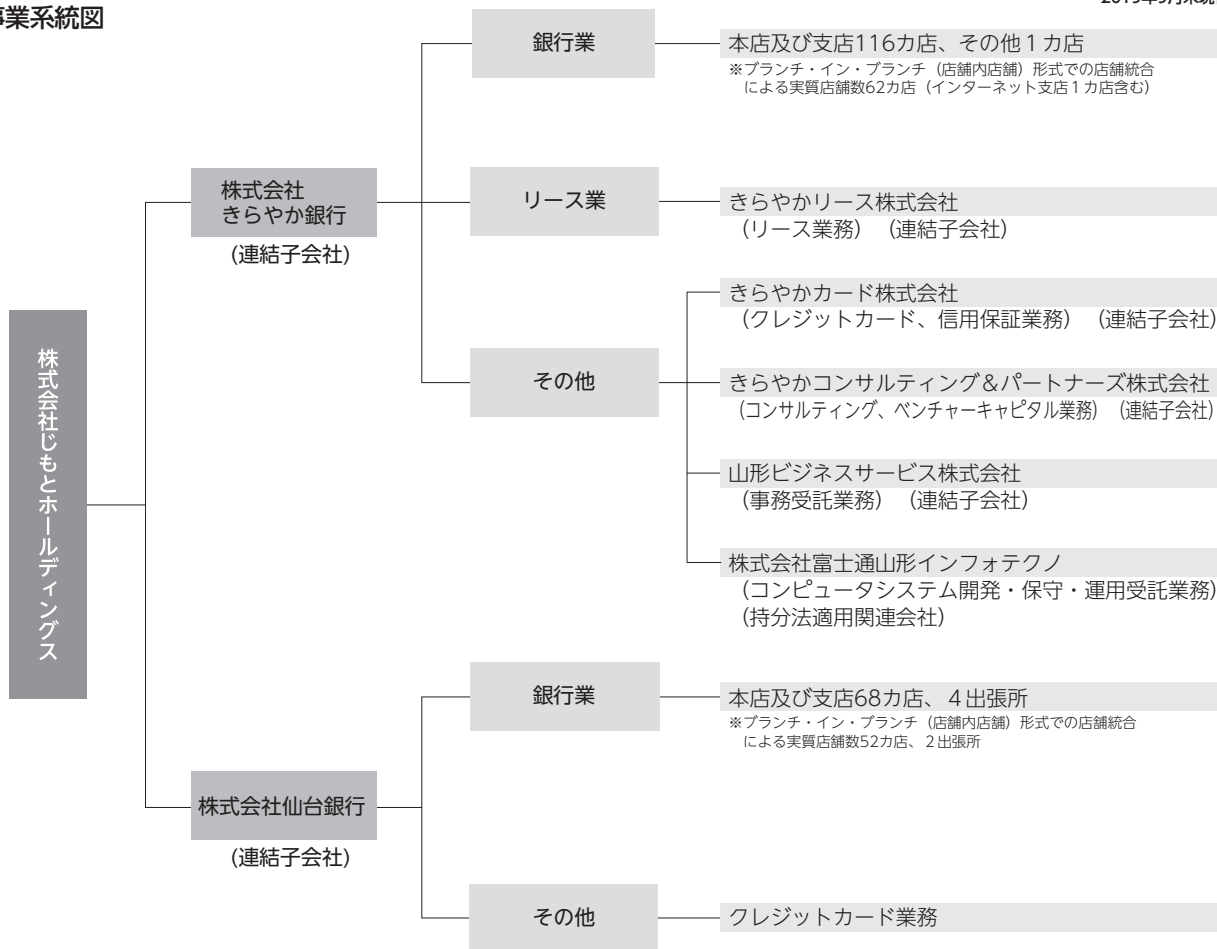 事業系統図
銀行業
本店及び支店116カ店、その他１カ店
※ブランチ・イン・ブランチ（店舗内店舗）形式での店舗統合
による実質店舗数62カ店（インターネット支店１カ店含む）
株式会社
きらやか銀行
(連結子会社)
リース業
きらやかリース株式会社
（リース業務）（連結子会社）
きらやかカード株式会社
（クレジットカード、信用保証業務）（連結子会社）
その他
きらやかコンサルティング＆パートナーズ株式会社
（コンサルティング、ベンチャーキャピタル業務）（連結子会社）
山形ビジネスサービス株式会社
（事務受託業務）（連結子会社）
株式会社富士通山形インフォテクノ
（コンピュータシステム開発・保守・運用受託業務）
（持分法適用関連会社）
株式会社じもとホールディングス
銀行業
本店及び支店68カ店、４出張所
※ブランチ・イン・ブランチ（店舗内店舗）形式での店舗統合
による実質店舗数52カ店、２出張所
株式会社仙台銀行
(連結子会社)
その他
クレジットカード業務